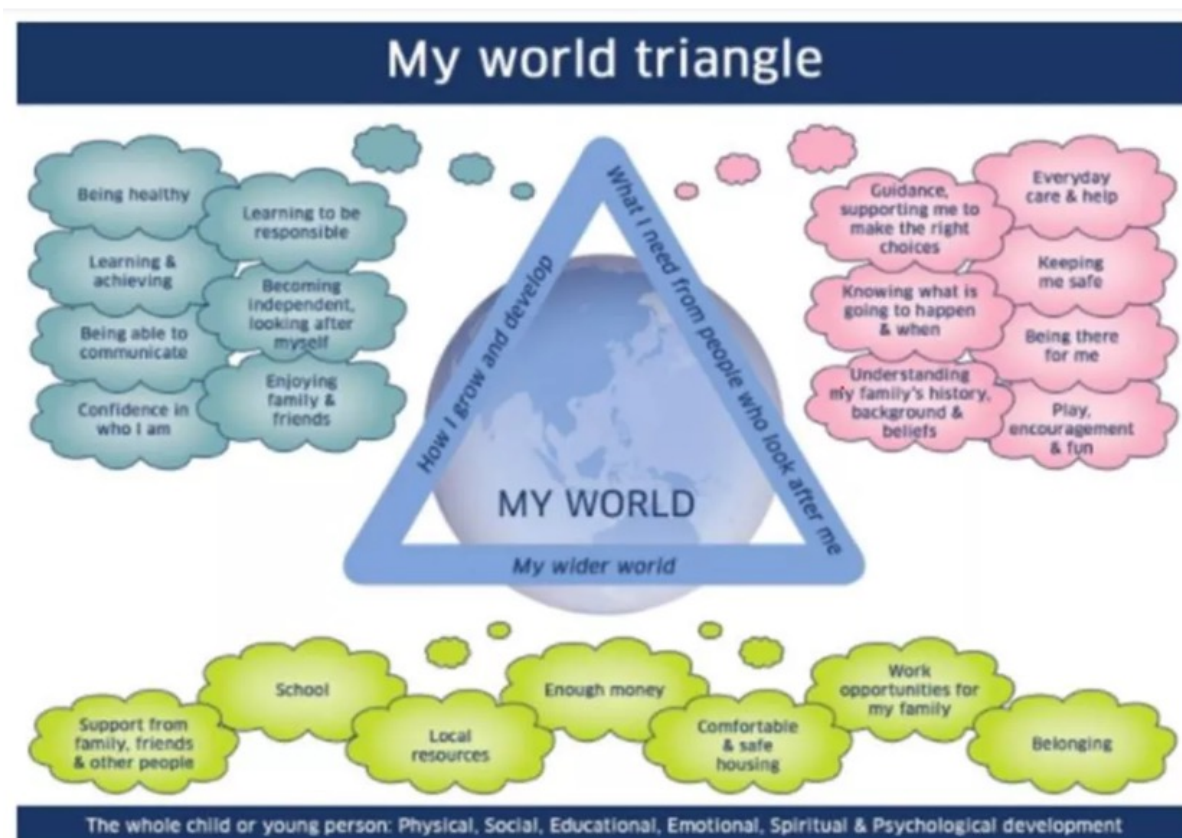 My world triangle
Being healthy
Learning to be
responsible
Learning &
achieving
Becoming
independent,
looking after
myself
Being able to
communicate
Enjoying
family &
friends
Confidence in
who I am
How I grow and develop
What I need from people who look after me
MY WORLD
My wider world
Guidance,
supporting me to
make the right
choices
Everyday
care & help
Keeping
me safe
Knowing what is
going to happen
& when
Being there
for me
Understanding
my family's history,
background &
beliefs
Play,
encouragement
& fun
Support from
family, friends
& other people
School
Local
resources
Enough money
Comfortable
& safe
housing
Work
opportunities for
my family
Belonging
The whole child or young person: Physical, Social, Educational, Emotional, Spiritual & Psychological development